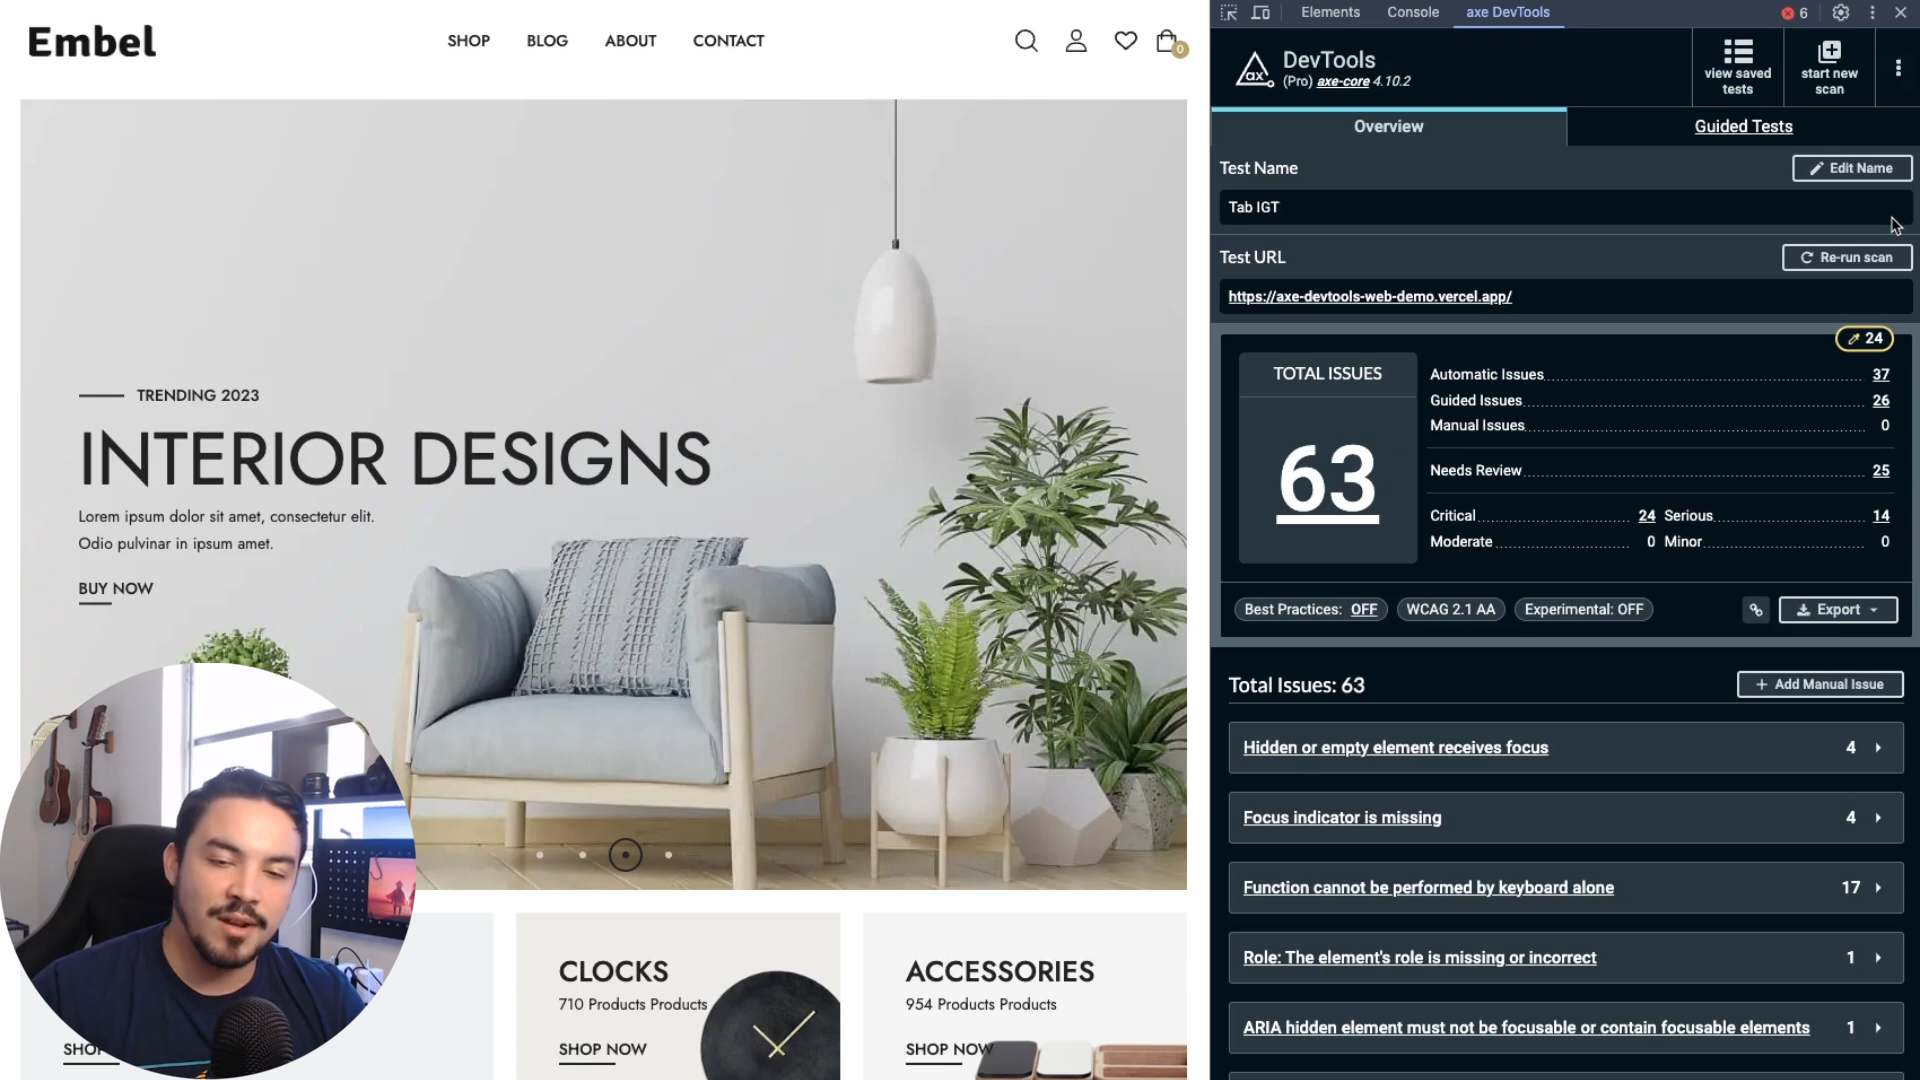 Embel
SHOP BLOG ABOUT CONTACT
0
TRENDING 2023
INTERIOR DESIGNS
Lorem ipsum dolor sit amet, consectetur elit.
Odio pulvinar in ipsum amet.
BUY NOW
CLOCKS
710 Products Products
SHOP NOW
ACCESSORIES
954 Products Products
SHOP NOW
Elements Console axe DevTools 6
ax
DevTools
(Pro) axe-core 4.10.2
view saved tests
start new scan
Overview Guided Tests
Test Name Edit Name
Tab IGT
Test URL Re-run scan
https://axe-devtools-web-demo.vercel.app/
24
TOTAL ISSUES
63
Automatic Issues 37
Guided Issues 26
Manual Issues 0
Needs Review 25
Critical 24 Serious 14
Moderate 0 Minor 0
Best Practices: OFF WCAG 2.1 AA Experimental: OFF Export
Total Issues: 63 + Add Manual Issue
Hidden or empty element receives focus 4
Focus indicator is missing 4
Function cannot be performed by keyboard alone 17
Role: The element's role is missing or incorrect 1
ARIA hidden element must not be focusable or contain focusable elements 1